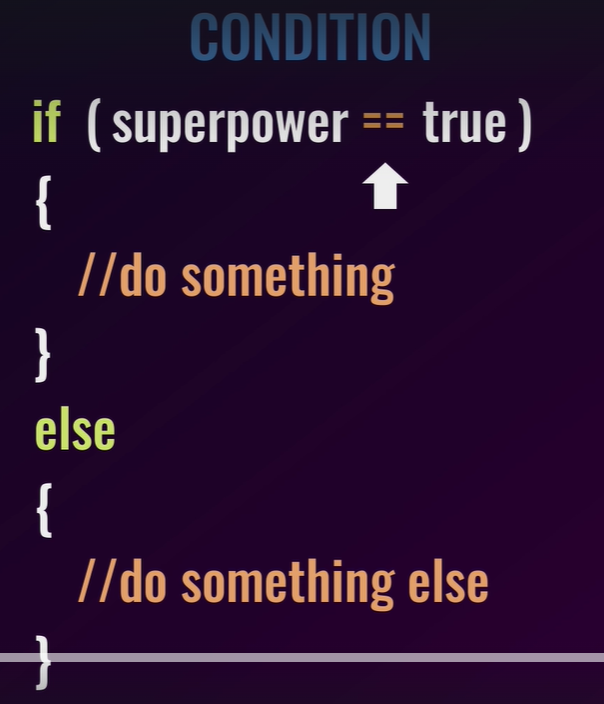 CONDITION
if ( superpower == true )
{
//do something
}
else
{
//do something else
}